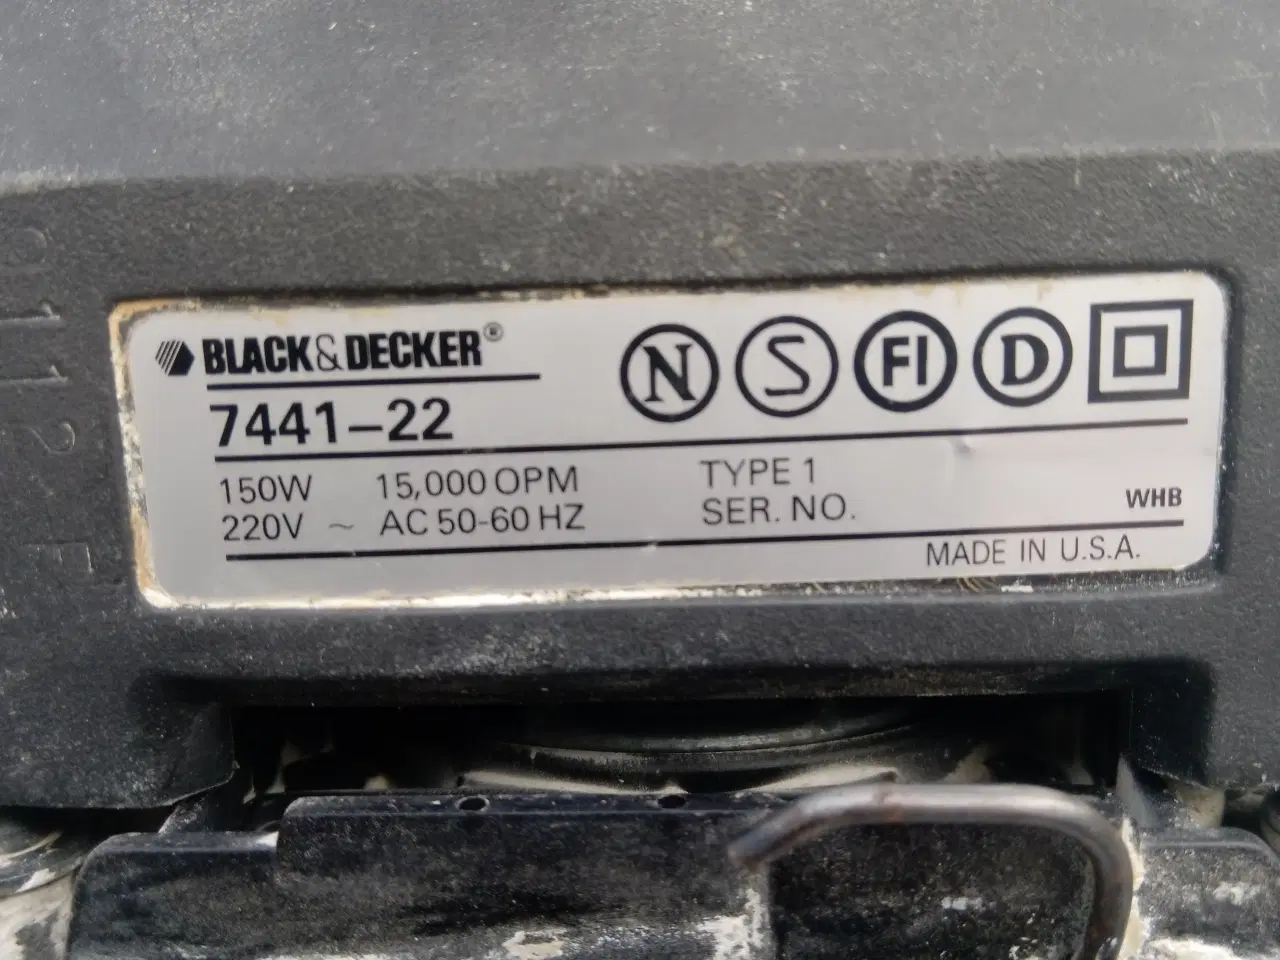 BLACK&DECKER®
7441-22
N S FI D
150W 15,000 OPM TYPE 1
220V ~ AC 50-60 HZ SER. NO. WHB
MADE IN U.S.A.